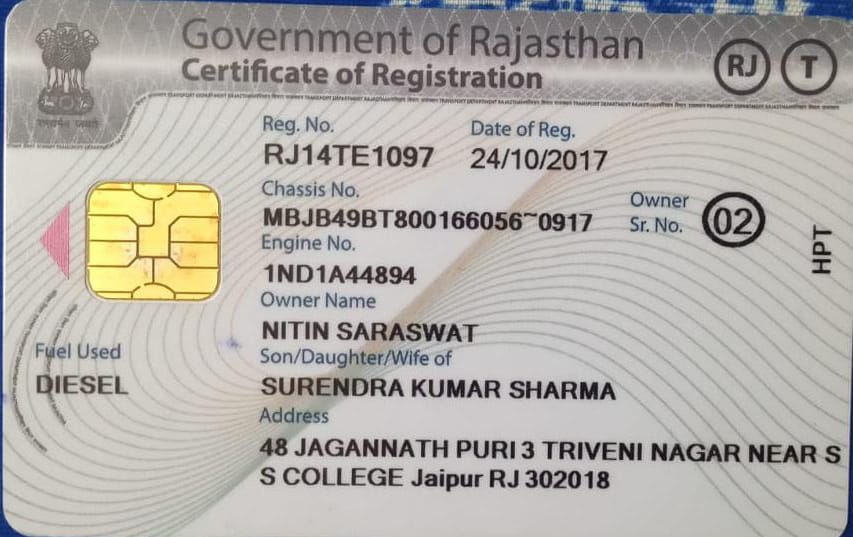 Government of Rajasthan
Certificate of Registration
RJ T
Reg. No. Date of Reg.
RJ14TE1097 24/10/2017
Chassis No.
MBJB49BT800166056~0917
Owner
Sr. No. 02
HPT
Engine No.
1ND1A44894
Owner Name
NITIN SARASWAT
Fuel Used
DIESEL
Son/Daughter/Wife of
SURENDRA KUMAR SHARMA
Address
48 JAGANNATH PURI 3 TRIVENI NAGAR NEAR S
S COLLEGE Jaipur RJ 302018